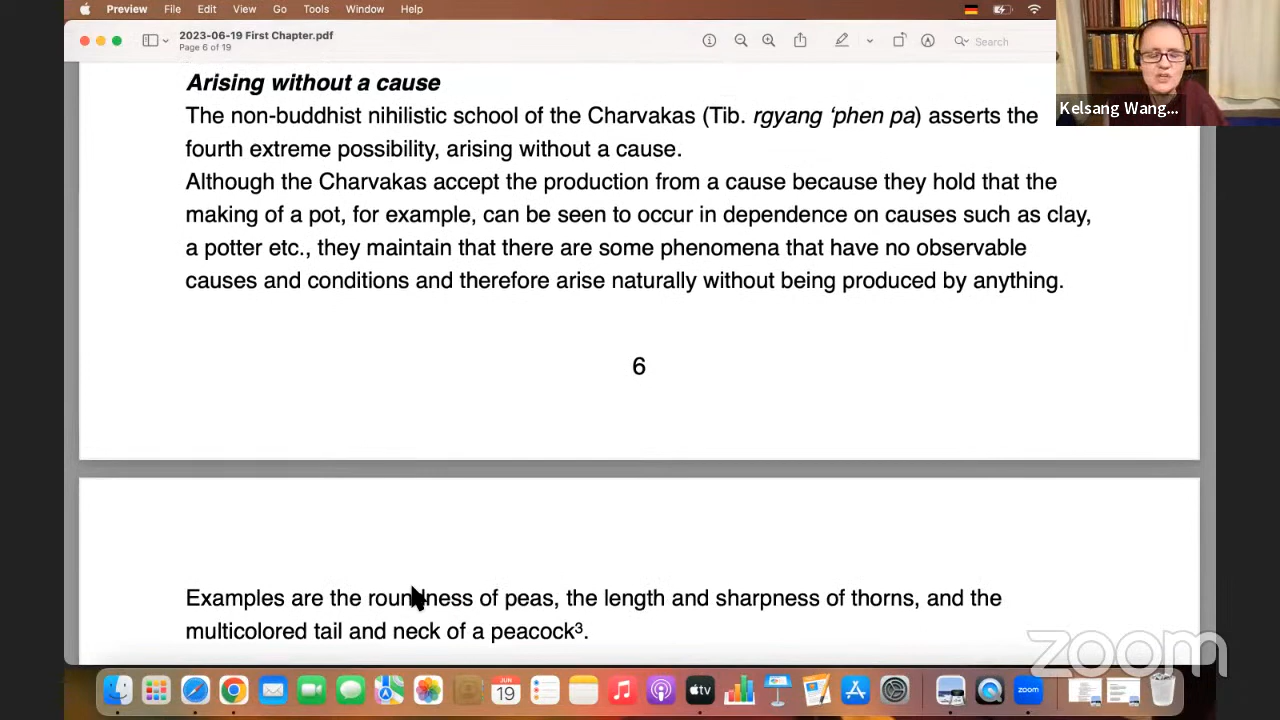 Preview File Edit View Go Tools Window Help
2023-06-19 First Chapter.pdf
Page 6 of 19
Search
Kelsang Wang...
Arising without a cause
The non-buddhist nihilistic school of the Charvakas (Tib. rgyang ‘phen pa) asserts the
fourth extreme possibility, arising without a cause.
Although the Charvakas accept the production from a cause because they hold that the
making of a pot, for example, can be seen to occur in dependence on causes such as clay,
a potter etc., they maintain that there are some phenomena that have no observable
causes and conditions and therefore arise naturally without being produced by anything.
6
Examples are the roundness of peas, the length and sharpness of thorns, and the
multicolored tail and neck of a peacock³.
zoom
JUN
19
tv
zoom